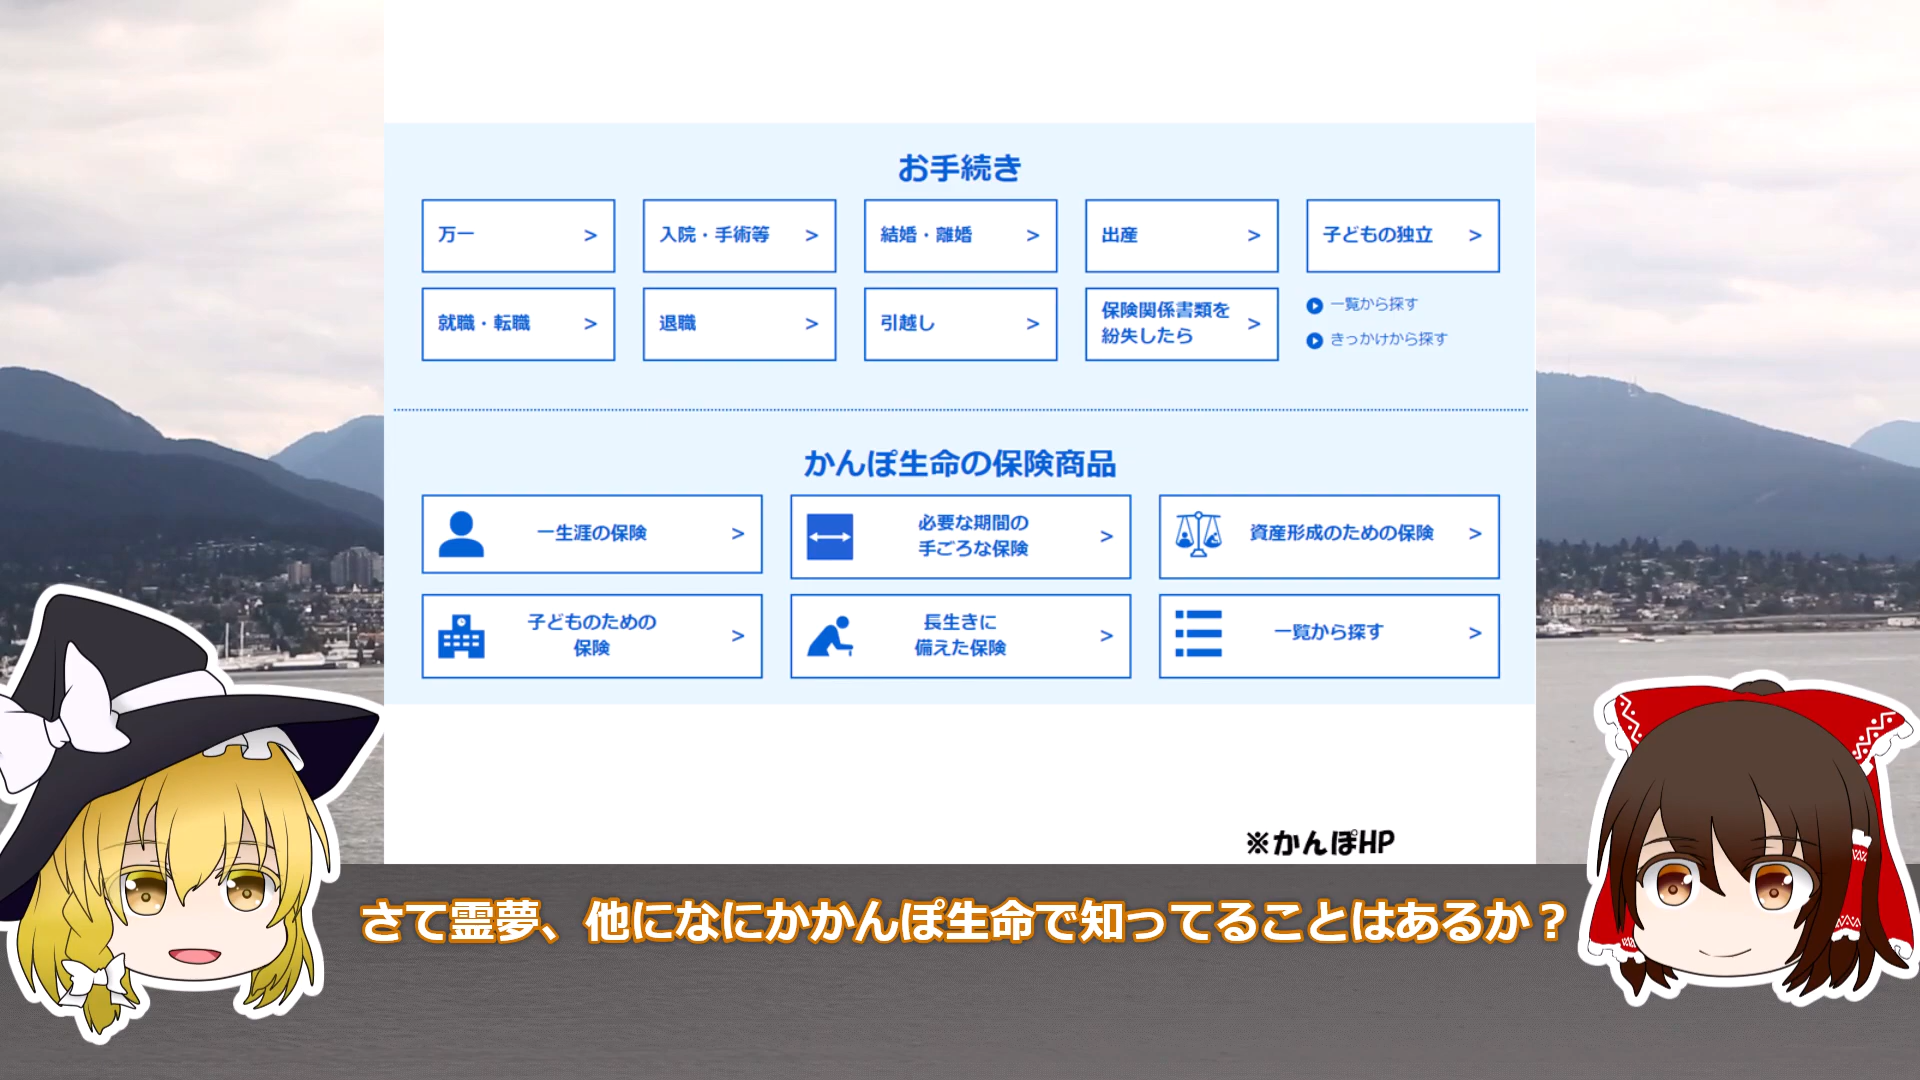 お手続き
万一 >
入院・手術等 >
結婚・離婚 >
出産 >
子どもの独立 >
就職・転職 >
退職 >
引越し >
保険関係書類を
紛失したら >
一覧から探す
きっかけから探す
かんぽ生命の保険商品
一生涯の保険 >
必要な期間の
手ごろな保険 >
資産形成のための保険 >
子どものための
保険 >
長生きに
備えた保険 >
一覧から探す >
※かんぽHP
さて霊夢、他になにかかんぽ生命で知ってることはあるか？